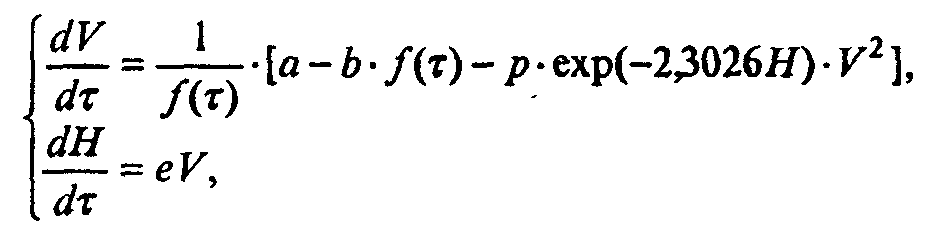 dV/dτ = 1/f(τ) · [a − b · f(τ) − p · exp(−2,3026H) · V²],
dH/dτ = eV,